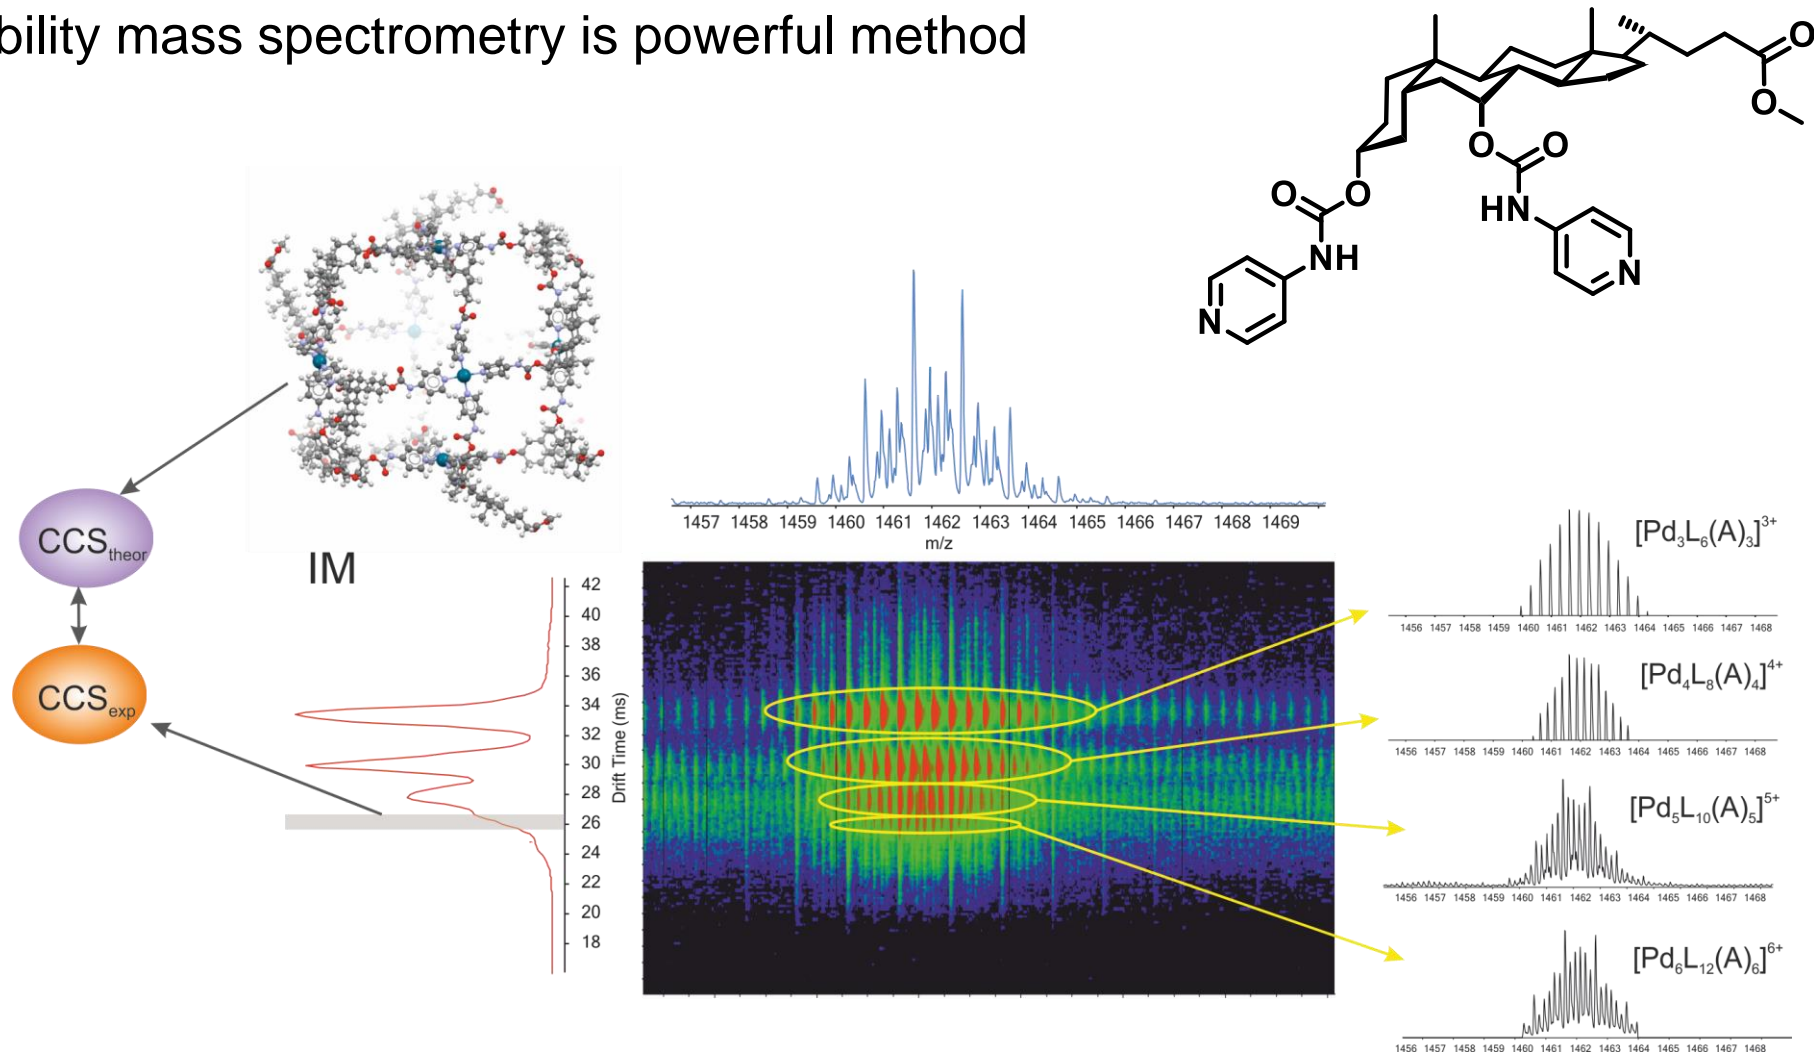 bility mass spectrometry is powerful method
O
O
O
O
HN
N
O
O
NH
N
CCS theor
IM
CCS exp
1457 1458 1459 1460 1461 1462 1463 1464 1465 1466 1467 1468 1469
m/z
42
40
38
36
34
32
30
28
26
24
22
20
18
Drift Time (ms)
[Pd3L6(A)3]3+
1456 1457 1458 1459 1460 1461 1462 1463 1464 1465 1466 1467 1468
[Pd4L8(A)4]4+
1456 1457 1458 1459 1460 1461 1462 1463 1464 1465 1466 1467 1468
[Pd5L10(A)5]5+
1456 1457 1458 1459 1460 1461 1462 1463 1464 1465 1466 1467 1468
[Pd6L12(A)6]6+
1456 1457 1458 1459 1460 1461 1462 1463 1464 1465 1466 1467 1468